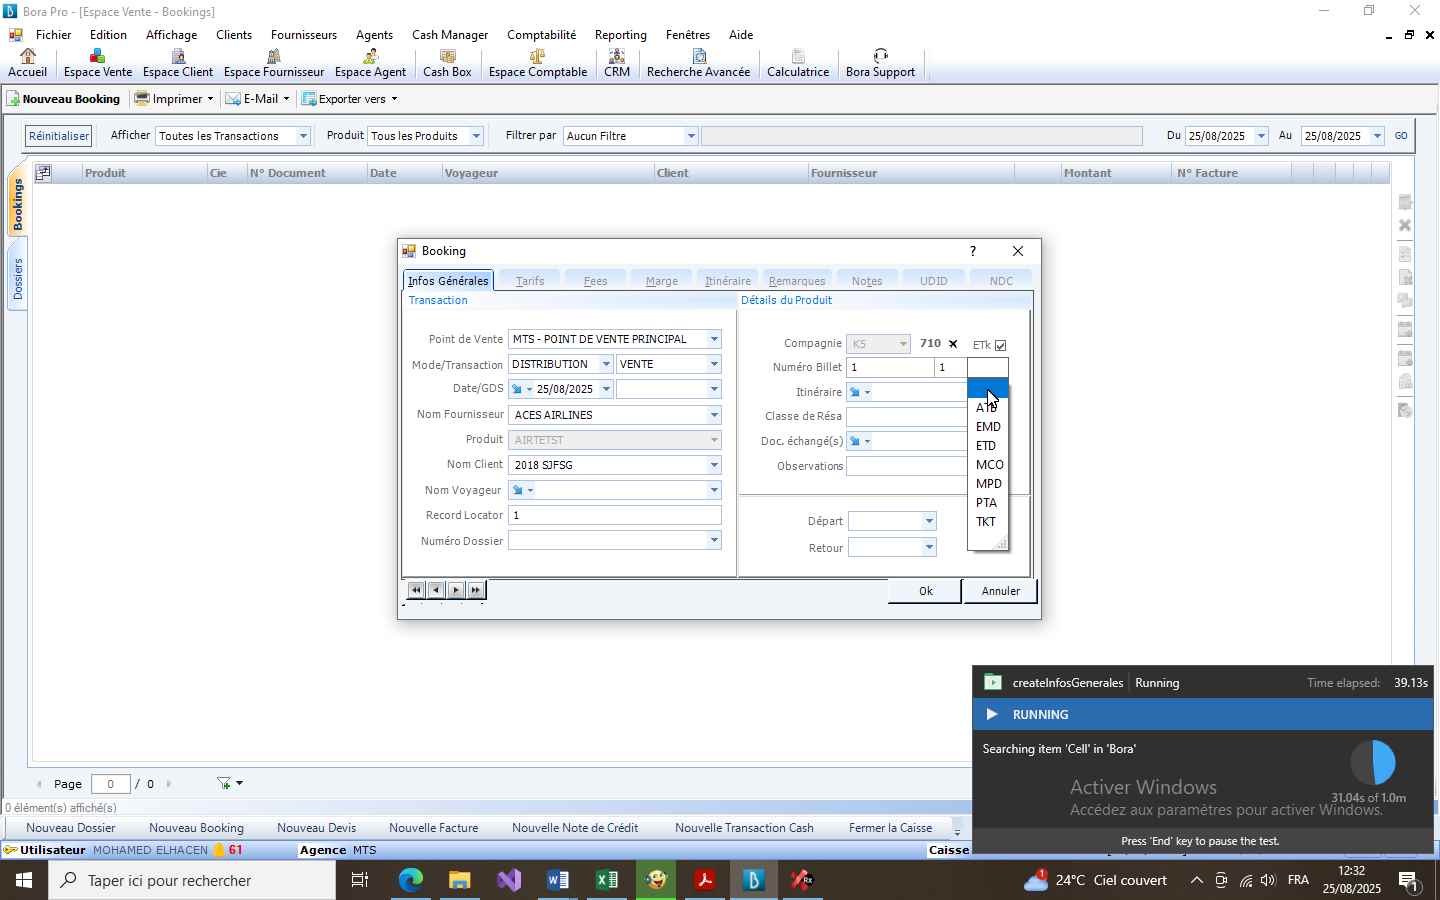 Bora Pro - [Espace Vente - Bookings]
Fichier Edition Affichage Clients Fournisseurs Agents Cash Manager Comptabilité Reporting Fenêtres Aide
Accueil Espace Vente Espace Client Espace Fournisseur Espace Agent Cash Box Espace Comptable CRM Recherche Avancée Calculatrice Bora Support
Nouveau Booking Imprimer E-Mail Exporter vers
Réinitialiser Afficher Toutes les Transactions Produit Tous les Produits Filtrer par Aucun Filtre Du 25/08/2025 Au 25/08/2025 GO
Produit Cie N° Document Date Voyageur Client Fournisseur Montant N° Facture
Bookings
Dossiers
Booking ?
Infos Générales Tarifs Fees Marge Itinéraire Remarques Notes UDID NDC
Transaction
Point de Vente MTS - POINT DE VENTE PRINCIPAL
Mode/Transaction DISTRIBUTION VENTE
Date/GDS 25/08/2025
Nom Fournisseur ACES AIRLINES
Produit AIRTETST
Nom Client 2018 SJFSG
Nom Voyageur
Record Locator 1
Numéro Dossier
Détails du Produit
Compagnie K5 710 ETk
Numéro Billet 1 1
Itinéraire
Classe de Résa
Doc. échangé(s)
Observations
EMD
ETD
MCO
MPD
PTA
TKT
Départ
Retour
Ok Annuler
createInfosGenerales Running Time elapsed: 39.13s
RUNNING
Searching item 'Cell' in 'Bora'
31.04s of 1.0m
Activer Windows
Accédez aux paramètres pour activer Windows.
Press 'End' key to pause the test.
Page 0 / 0
0 élément(s) affiché(s)
Nouveau Dossier Nouveau Booking Nouveau Devis Nouvelle Facture Nouvelle Note de Crédit Nouvelle Transaction Cash Fermer la Caisse
Utilisateur MOHAMED ELHACEN 61 Agence MTS Caisse
Taper ici pour rechercher
1 24°C Ciel couvert FRA 12:32
25/08/2025 1